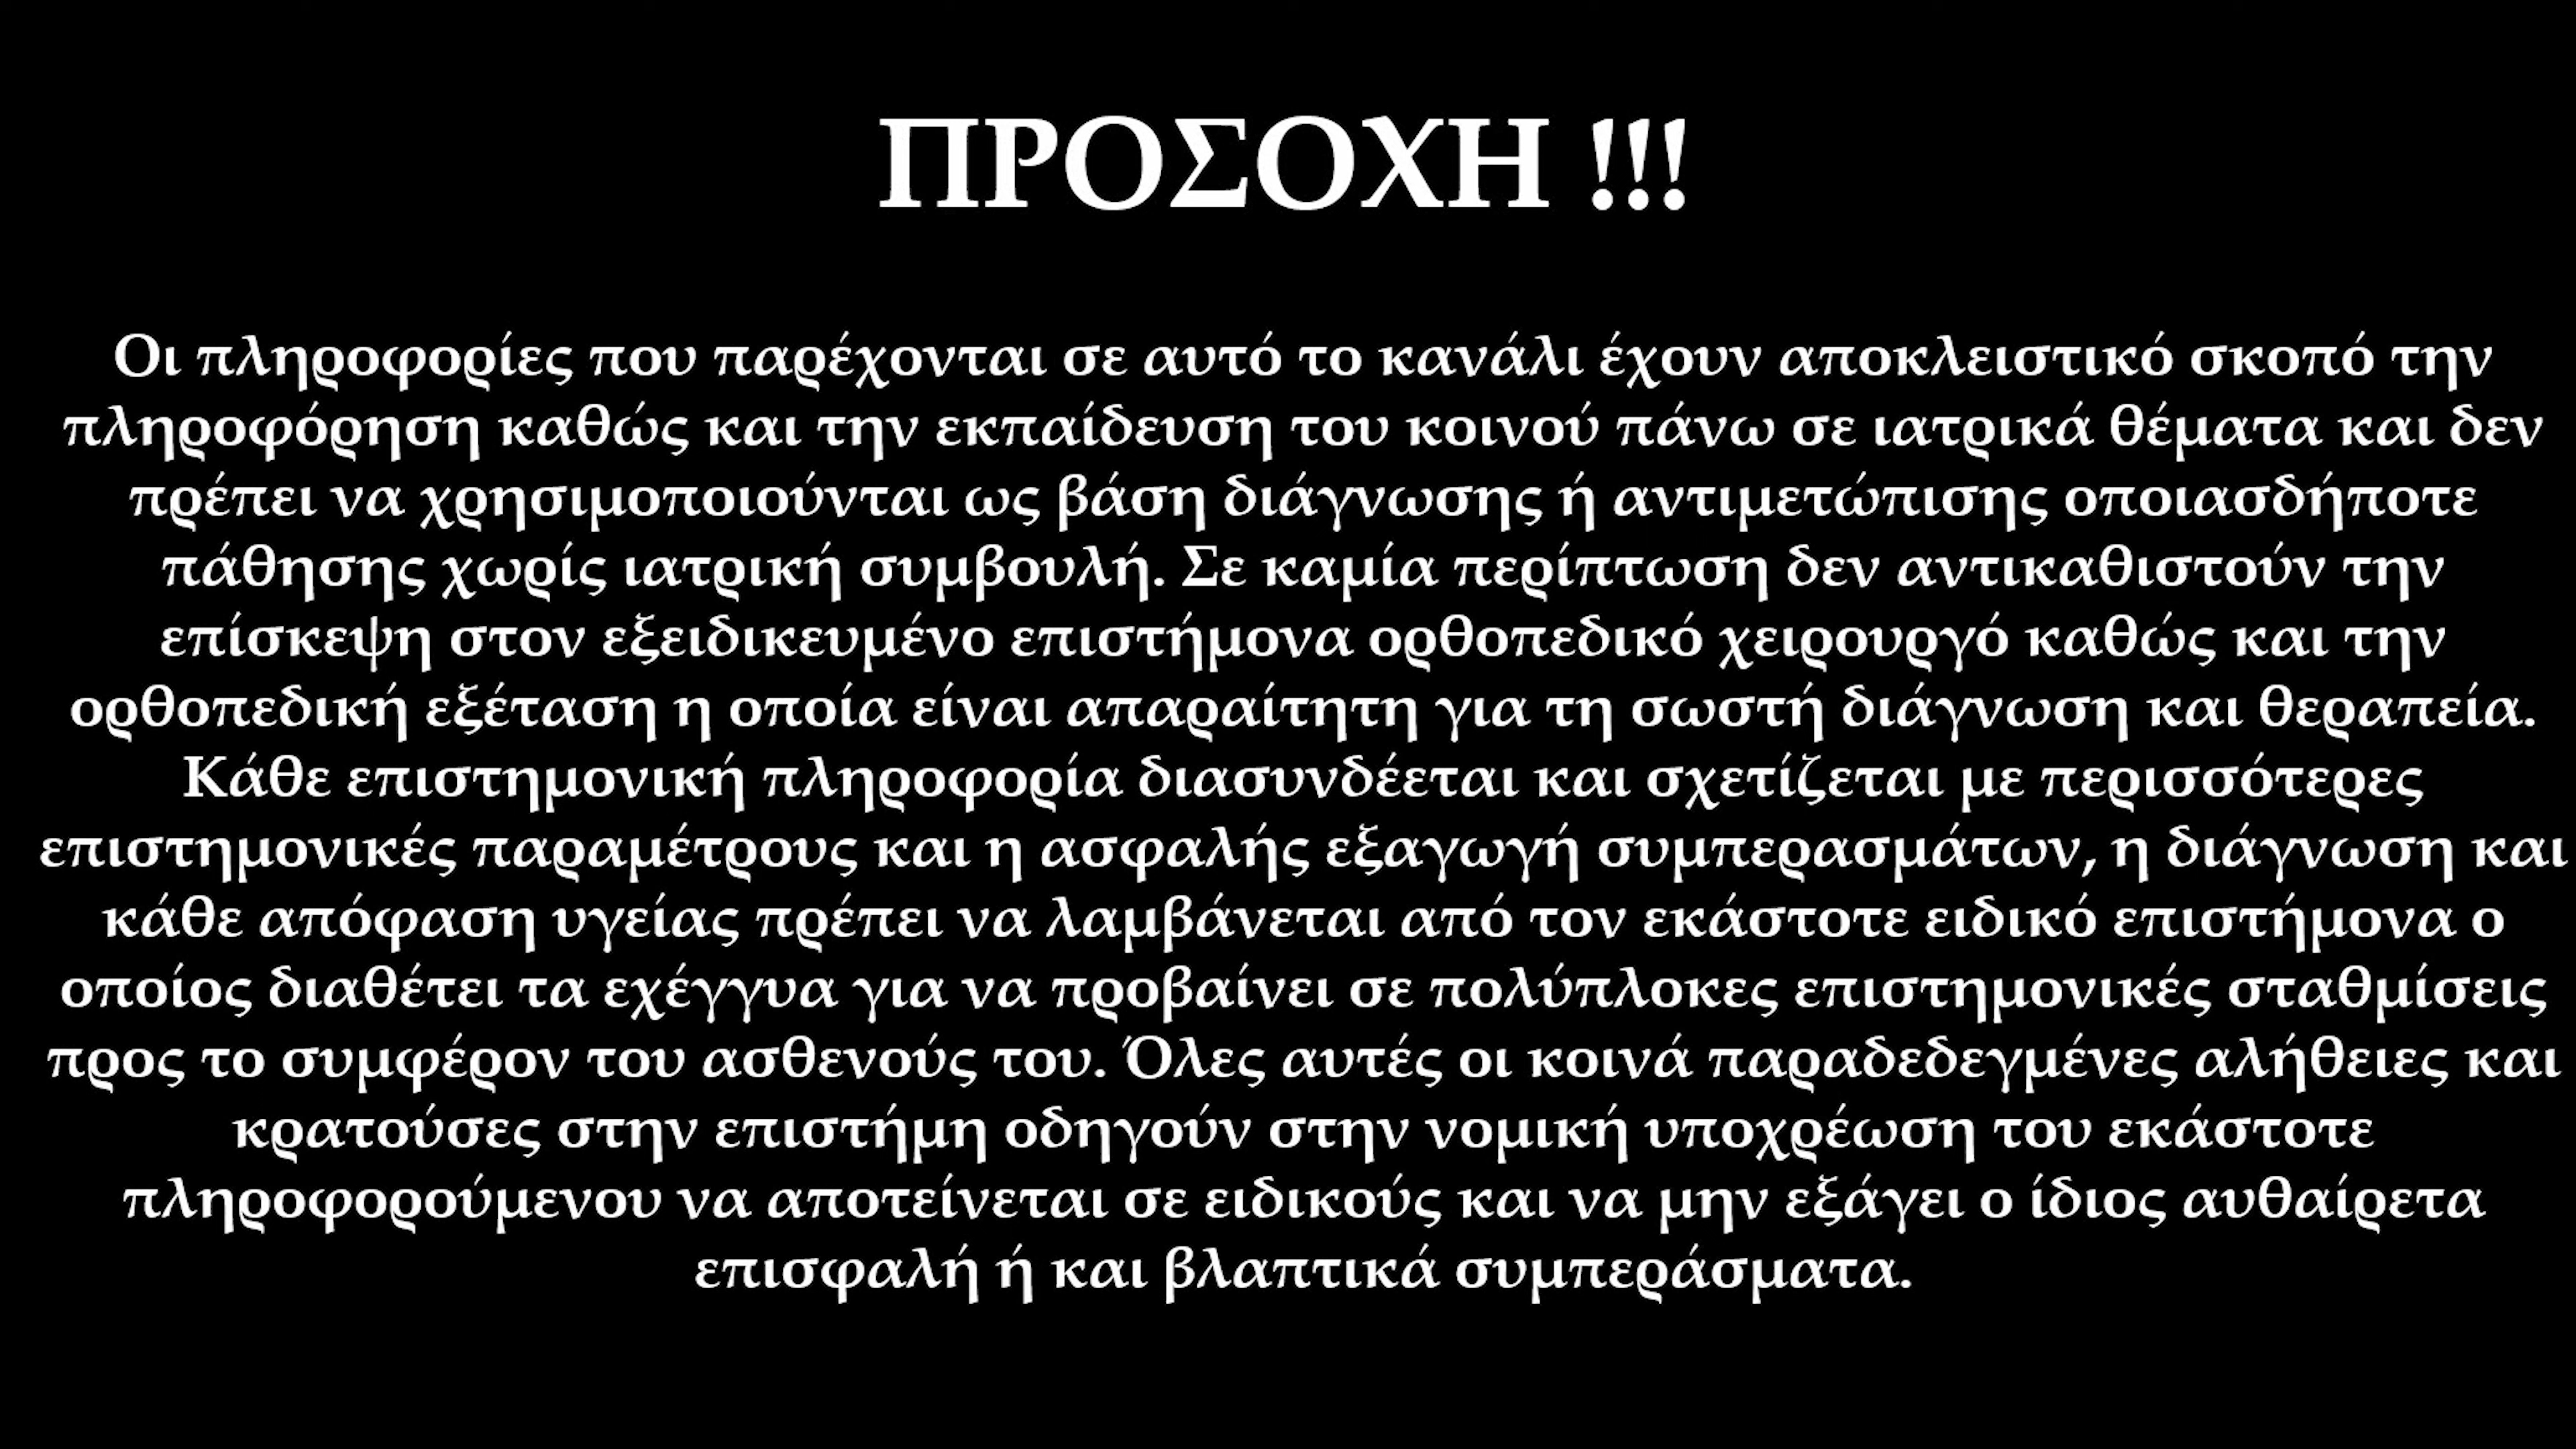 ΠΡΟΣΟΧΗ !!!
Οι πληροφορίες που παρέχονται σε αυτό το κανάλι έχουν αποκλειστικό σκοπό την
πληροφόρηση καθώς και την εκπαίδευση του κοινού πάνω σε ιατρικά θέματα και δεν
πρέπει να χρησιμοποιούνται ως βάση διάγνωσης ή αντιμετώπισης οποιασδήποτε
πάθησης χωρίς ιατρική συμβουλή. Σε καμία περίπτωση δεν αντικαθιστούν την
επίσκεψη στον εξειδικευμένο επιστήμονα ορθοπεδικό χειρουργό καθώς και την
ορθοπεδική εξέταση η οποία είναι απαραίτητη για τη σωστή διάγνωση και θεραπεία.
Κάθε επιστημονική πληροφορία διασυνδέεται και σχετίζεται με περισσότερες
επιστημονικές παραμέτρους και η ασφαλής εξαγωγή συμπερασμάτων, η διάγνωση και
κάθε απόφαση υγείας πρέπει να λαμβάνεται από τον εκάστοτε ειδικό επιστήμονα ο
οποίος διαθέτει τα εχέγγυα για να προβαίνει σε πολύπλοκες επιστημονικές σταθμίσεις
προς το συμφέρον του ασθενούς του. Όλες αυτές οι κοινά παραδεδεγμένες αλήθειες και
κρατούσες στην επιστήμη οδηγούν στην νομική υποχρέωση του εκάστοτε
πληροφορούμενου να αποτείνεται σε ειδικούς και να μην εξάγει ο ίδιος αυθαίρετα
επισφαλή ή και βλαπτικά συμπεράσματα.